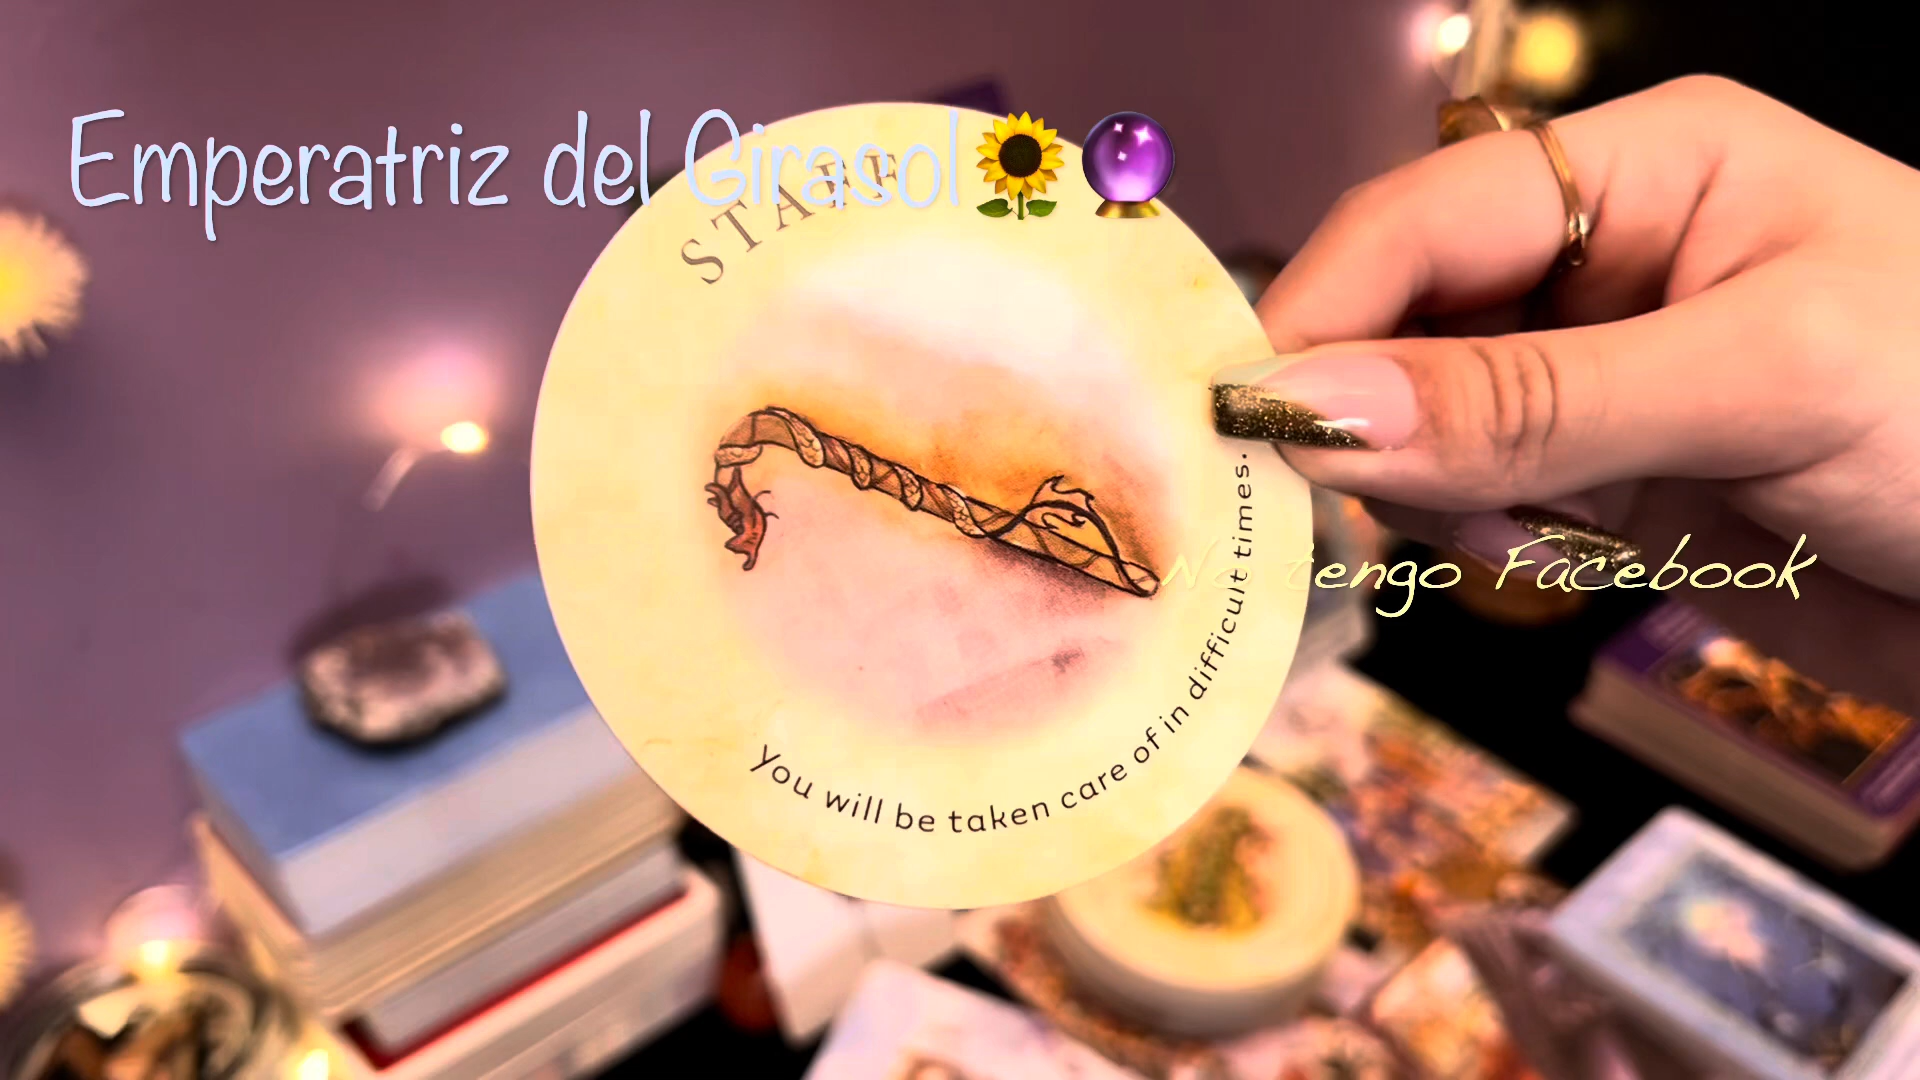 Emperatriz del Girasol🌻🔮
STAFF
You will be taken care of in difficult times.
No tengo Facebook